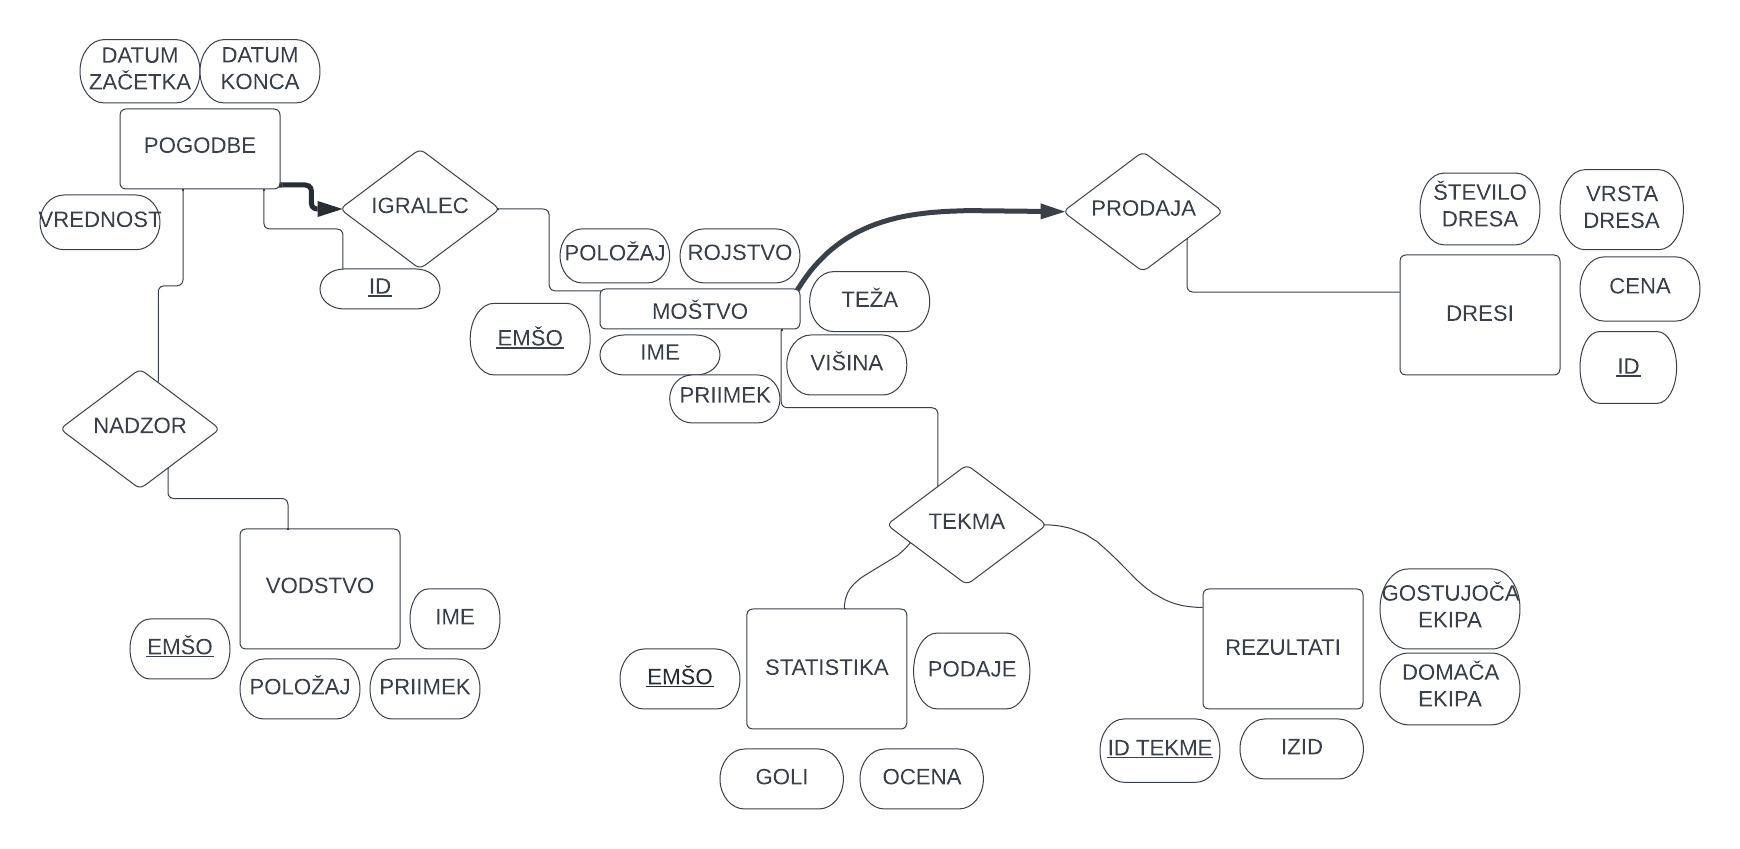 DATUM
ZAČETKA
DATUM
KONCA
POGODBE
VREDNOST
IGRALEC
ID
POLOŽAJ
ROJSTVO
MOŠTVO
TEŽA
EMŠO
IME
VIŠINA
PRIIMEK
PRODAJA
ŠTEVILO
DRESA
VRSTA
DRESA
CENA
DRESI
ID
NADZOR
TEKMA
VODSTVO
IME
EMŠO
POLOŽAJ
PRIIMEK
STATISTIKA
EMŠO
PODAJE
GOLI
OCENA
REZULTATI
GOSTUJOČA
EKIPA
DOMAČA
EKIPA
ID TEKME
IZID